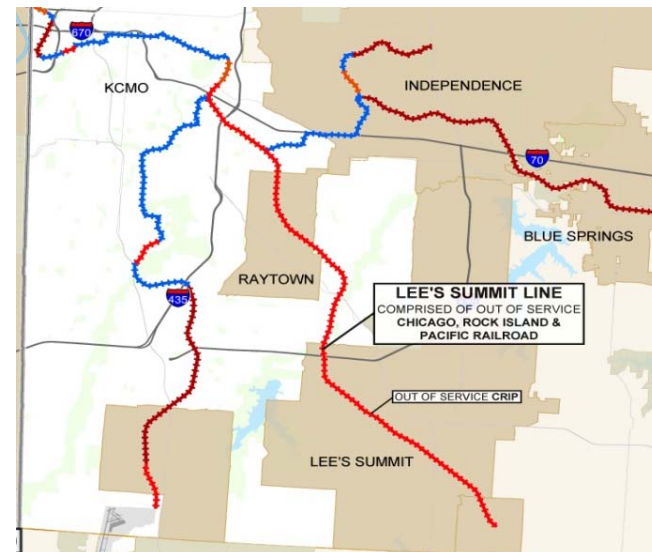 670
KCMO
INDEPENDENCE
70
BLUE SPRINGS
RAYTOWN
435
LEE'S SUMMIT LINE
COMPRISED OF OUT OF SERVICE
CHICAGO, ROCK ISLAND &
PACIFIC RAILROAD
OUT OF SERVICE CRIP
LEE'S SUMMIT